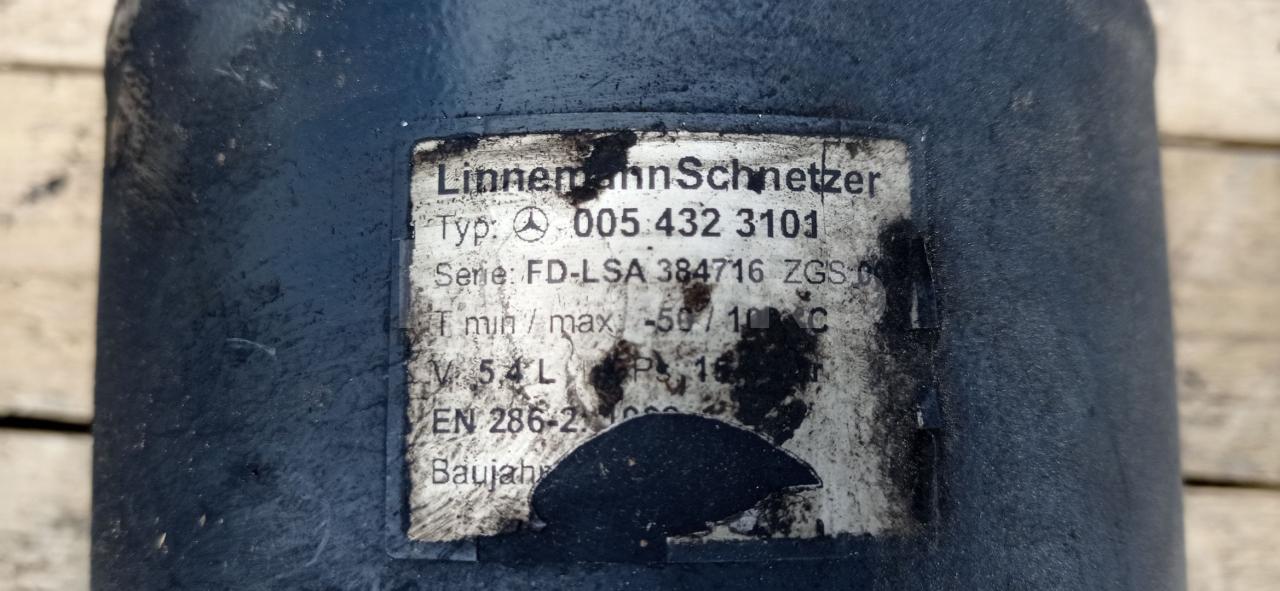 LinnemannSchnetzer
Typ: 005 432 3101
Serie: FD-LSA 384716 ZGS:
T min / max. -50 /
V: 5,4 L
EN 286-2:
Baujahr